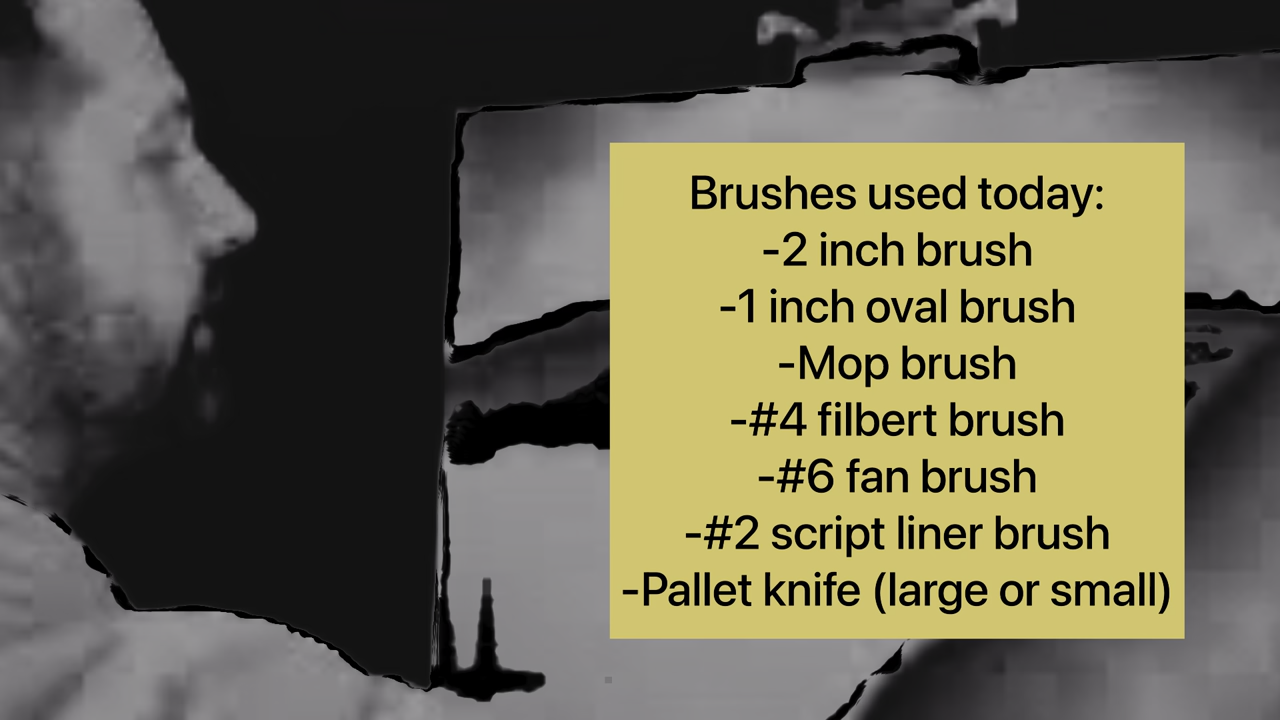 Brushes used today:
-2 inch brush
-1 inch oval brush
-Mop brush
-#4 filbert brush
-#6 fan brush
-#2 script liner brush
-Pallet knife (large or small)